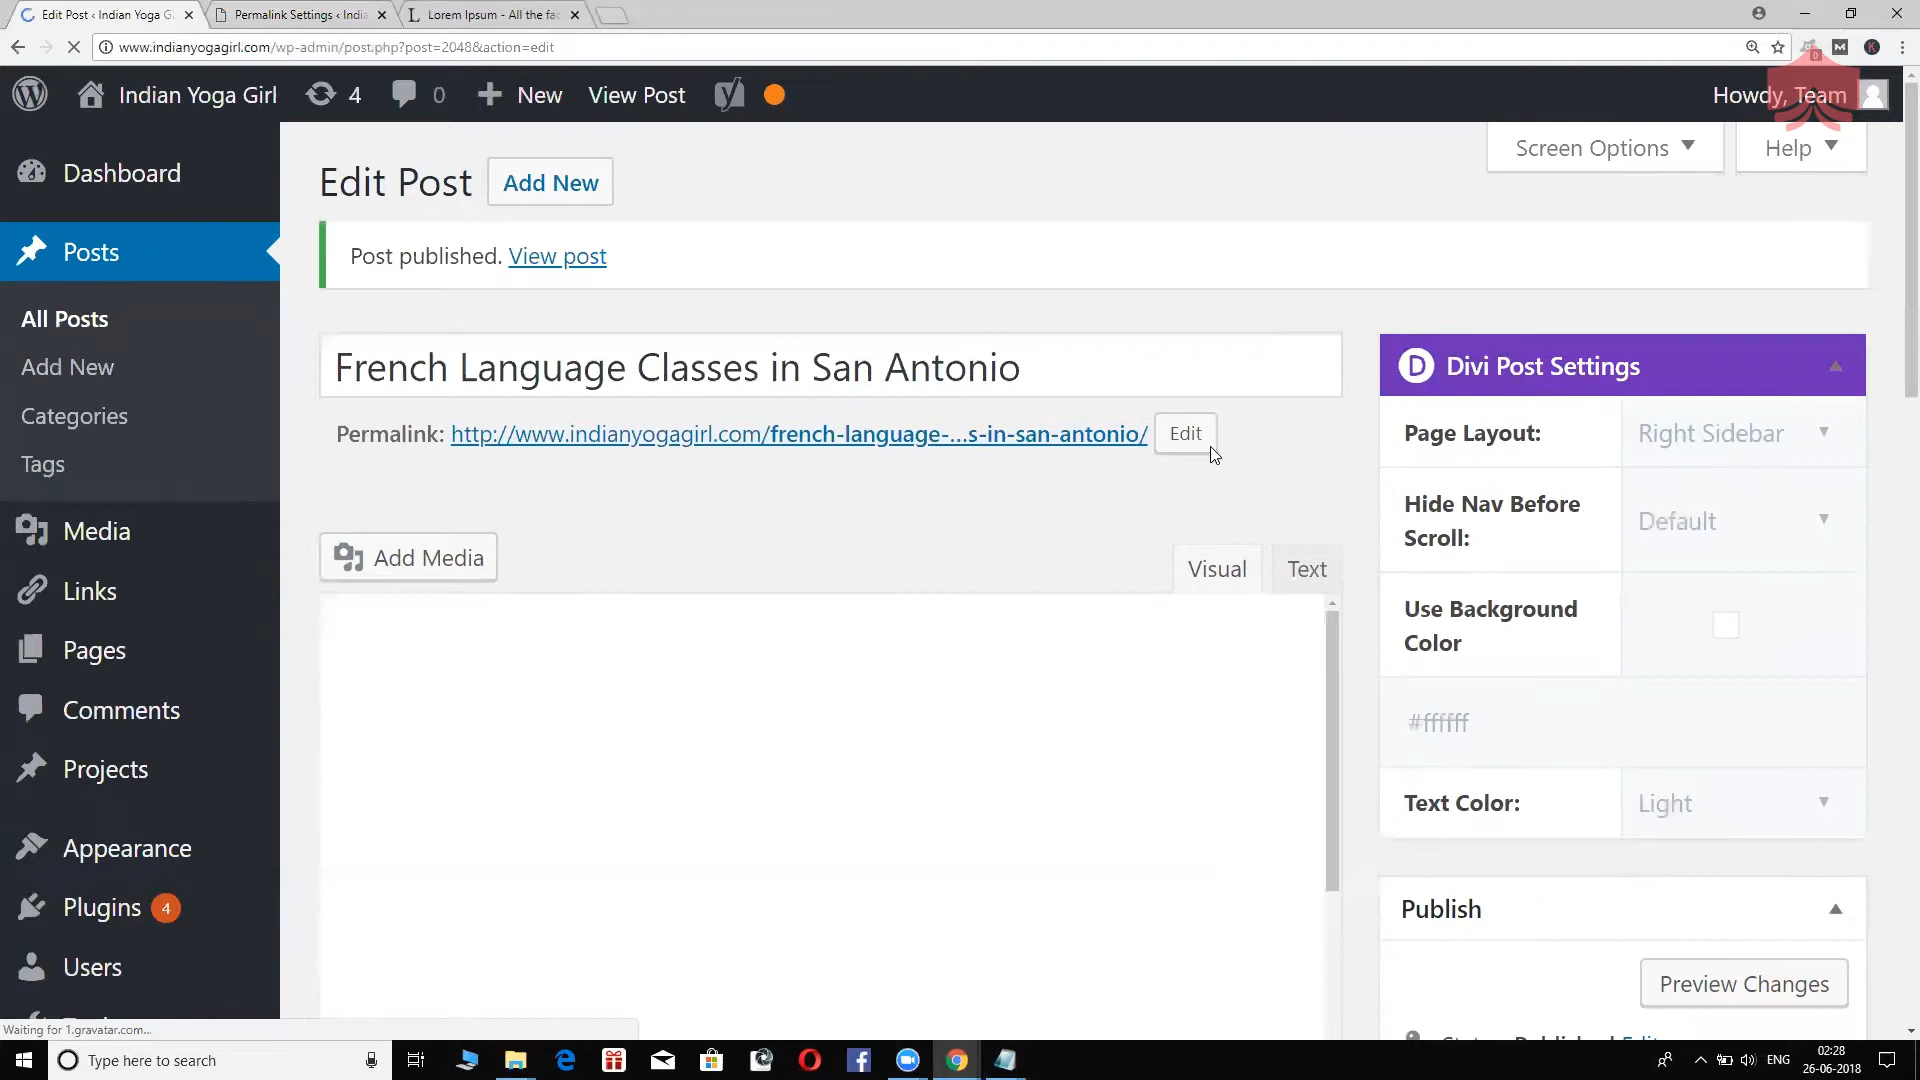 Edit Post ‹ Indian Yoga G
Permalink Settings ‹ India
Lorem Ipsum - All the fac
www.indianyogagirl.com/wp-admin/post.php?post=2048&action=edit
Indian Yoga Girl
4
0
New
View Post
Howdy, Team
Dashboard
Posts
All Posts
Add New
Categories
Tags
Media
Links
Pages
Comments
Projects
Appearance
Plugins 4
Users
Screen Options
Help
Edit Post
Add New
Post published. View post
French Language Classes in San Antonio
Permalink: http://www.indianyogagirl.com/french-language-...s-in-san-antonio/
Edit
Add Media
Visual
Text
Divi Post Settings
Page Layout:
Right Sidebar
Hide Nav Before
Scroll:
Default
Use Background
Color
#ffffff
Text Color:
Light
Publish
Preview Changes
Waiting for 1.gravatar.com...
Type here to search
ENG
02:28
26-06-2018